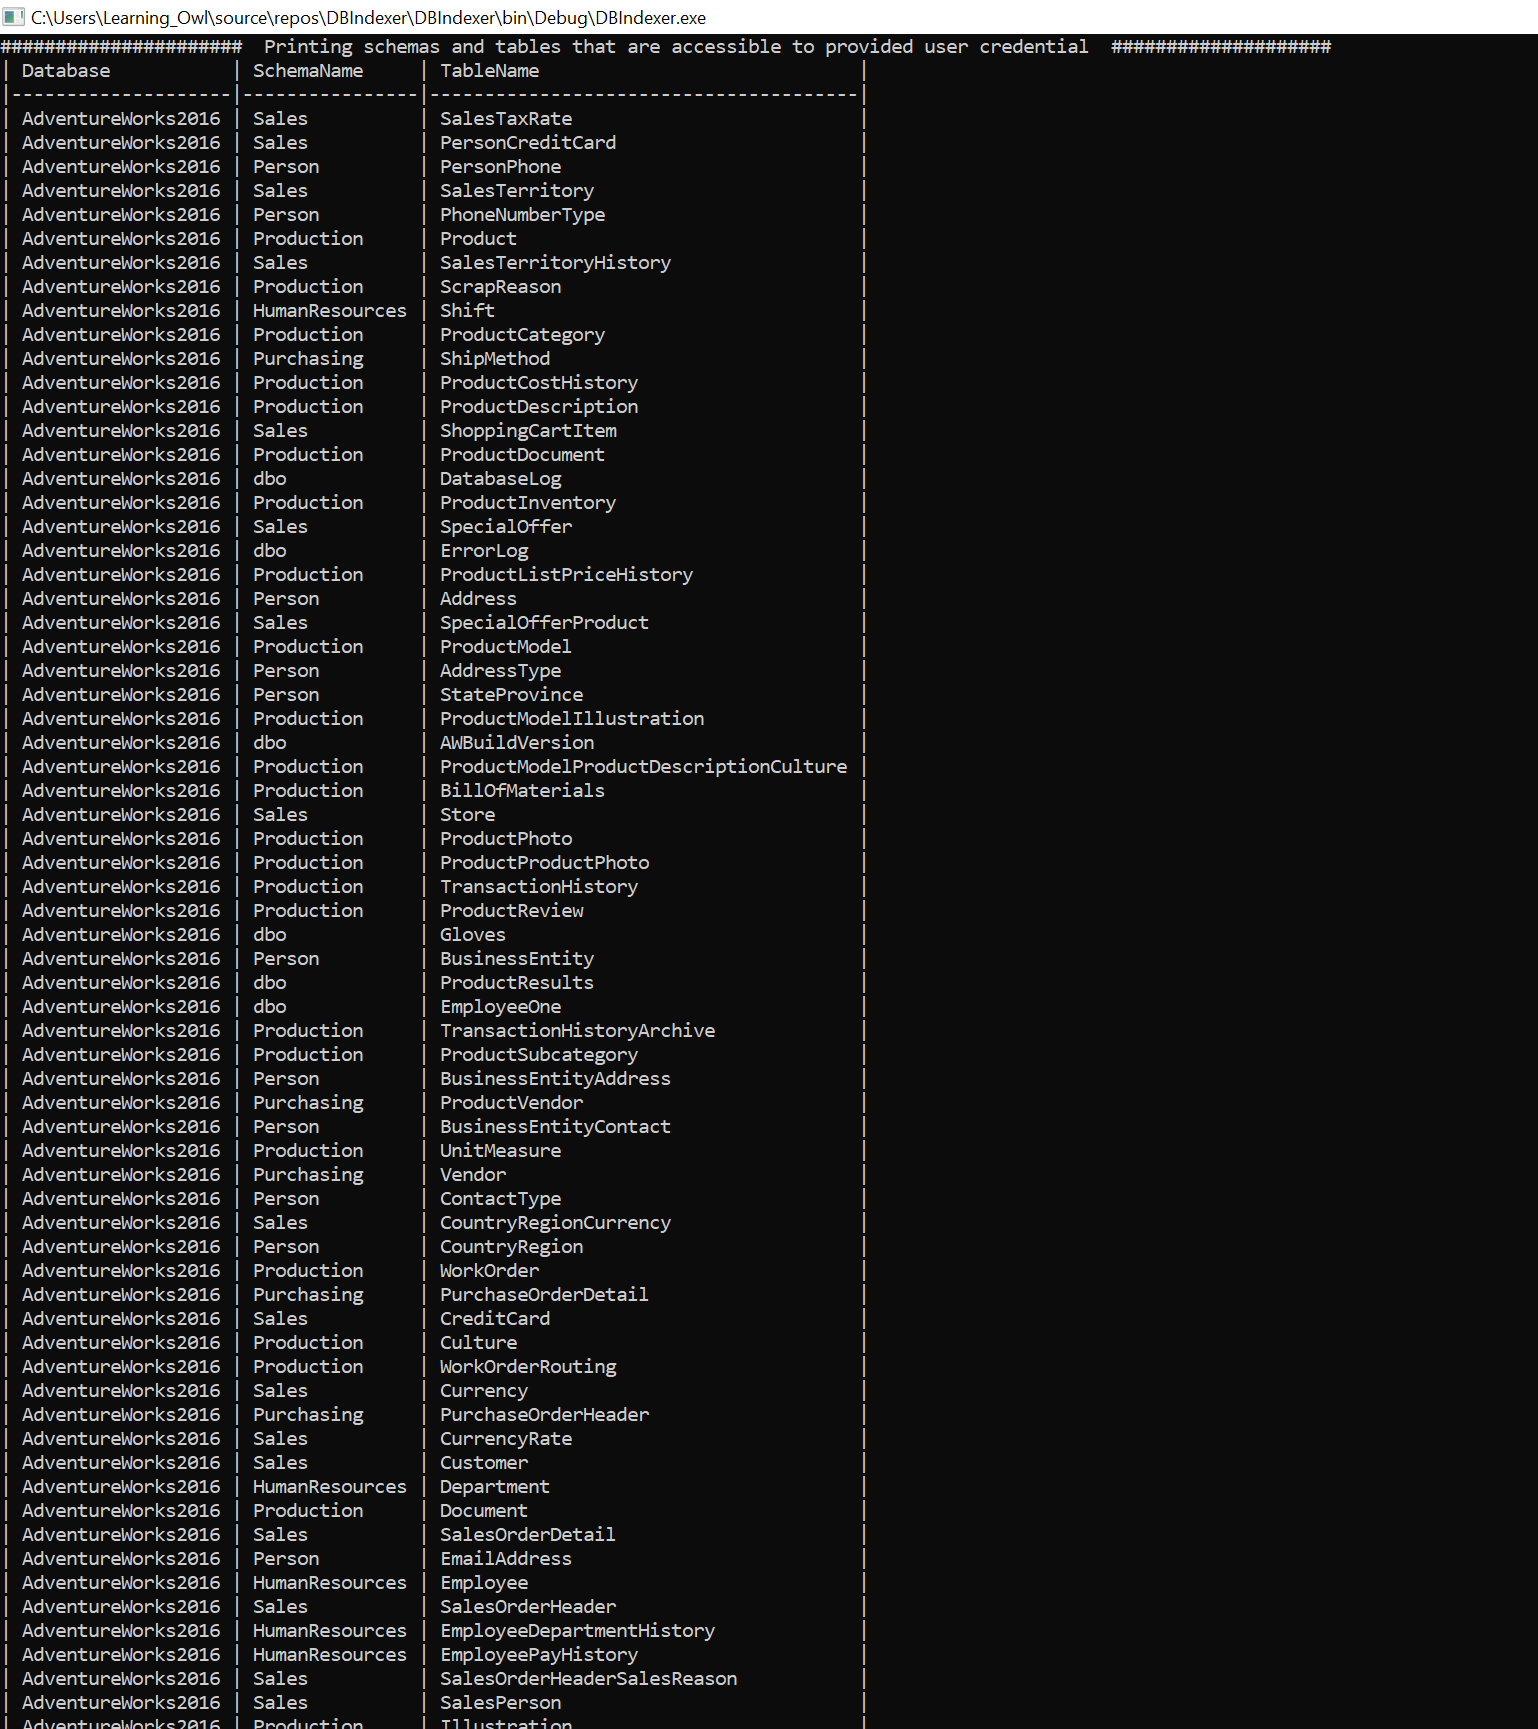 C:\Users\Learning_Owl\source\repos\DBIndexer\DBIndexer\bin\Debug\DBIndexer.exe
######################  Printing schemas and tables that are accessible to provided user credential  ####################
| Database           | SchemaName     | TableName                             |
|--------------------|----------------|---------------------------------------|
| AdventureWorks2016 | Sales          | SalesTaxRate                          |
| AdventureWorks2016 | Sales          | PersonCreditCard                      |
| AdventureWorks2016 | Person         | PersonPhone                           |
| AdventureWorks2016 | Sales          | SalesTerritory                        |
| AdventureWorks2016 | Person         | PhoneNumberType                       |
| AdventureWorks2016 | Production     | Product                               |
| AdventureWorks2016 | Sales          | SalesTerritoryHistory                 |
| AdventureWorks2016 | Production     | ScrapReason                           |
| AdventureWorks2016 | HumanResources | Shift                                 |
| AdventureWorks2016 | Production     | ProductCategory                       |
| AdventureWorks2016 | Purchasing     | ShipMethod                            |
| AdventureWorks2016 | Production     | ProductCostHistory                    |
| AdventureWorks2016 | Production     | ProductDescription                    |
| AdventureWorks2016 | Sales          | ShoppingCartItem                      |
| AdventureWorks2016 | Production     | ProductDocument                       |
| AdventureWorks2016 | dbo            | DatabaseLog                           |
| AdventureWorks2016 | Production     | ProductInventory                      |
| AdventureWorks2016 | Sales          | SpecialOffer                          |
| AdventureWorks2016 | dbo            | ErrorLog                              |
| AdventureWorks2016 | Production     | ProductListPriceHistory               |
| AdventureWorks2016 | Person         | Address                               |
| AdventureWorks2016 | Sales          | SpecialOfferProduct                   |
| AdventureWorks2016 | Production     | ProductModel                          |
| AdventureWorks2016 | Person         | AddressType                           |
| AdventureWorks2016 | Person         | StateProvince                         |
| AdventureWorks2016 | Production     | ProductModelIllustration              |
| AdventureWorks2016 | dbo            | AWBuildVersion                        |
| AdventureWorks2016 | Production     | ProductModelProductDescriptionCulture |
| AdventureWorks2016 | Production     | BillOfMaterials                       |
| AdventureWorks2016 | Sales          | Store                                 |
| AdventureWorks2016 | Production     | ProductPhoto                          |
| AdventureWorks2016 | Production     | ProductProductPhoto                   |
| AdventureWorks2016 | Production     | TransactionHistory                    |
| AdventureWorks2016 | Production     | ProductReview                         |
| AdventureWorks2016 | dbo            | Gloves                                |
| AdventureWorks2016 | Person         | BusinessEntity                        |
| AdventureWorks2016 | dbo            | ProductResults                        |
| AdventureWorks2016 | dbo            | EmployeeOne                           |
| AdventureWorks2016 | Production     | TransactionHistoryArchive             |
| AdventureWorks2016 | Production     | ProductSubcategory                    |
| AdventureWorks2016 | Person         | BusinessEntityAddress                 |
| AdventureWorks2016 | Purchasing     | ProductVendor                         |
| AdventureWorks2016 | Person         | BusinessEntityContact                 |
| AdventureWorks2016 | Production     | UnitMeasure                           |
| AdventureWorks2016 | Purchasing     | Vendor                                |
| AdventureWorks2016 | Person         | ContactType                           |
| AdventureWorks2016 | Sales          | CountryRegionCurrency                 |
| AdventureWorks2016 | Person         | CountryRegion                         |
| AdventureWorks2016 | Production     | WorkOrder                             |
| AdventureWorks2016 | Purchasing     | PurchaseOrderDetail                   |
| AdventureWorks2016 | Sales          | CreditCard                            |
| AdventureWorks2016 | Production     | Culture                               |
| AdventureWorks2016 | Production     | WorkOrderRouting                      |
| AdventureWorks2016 | Sales          | Currency                              |
| AdventureWorks2016 | Purchasing     | PurchaseOrderHeader                   |
| AdventureWorks2016 | Sales          | CurrencyRate                          |
| AdventureWorks2016 | Sales          | Customer                              |
| AdventureWorks2016 | HumanResources | Department                            |
| AdventureWorks2016 | Production     | Document                              |
| AdventureWorks2016 | Sales          | SalesOrderDetail                      |
| AdventureWorks2016 | Person         | EmailAddress                          |
| AdventureWorks2016 | HumanResources | Employee                              |
| AdventureWorks2016 | Sales          | SalesOrderHeader                      |
| AdventureWorks2016 | HumanResources | EmployeeDepartmentHistory             |
| AdventureWorks2016 | HumanResources | EmployeePayHistory                    |
| AdventureWorks2016 | Sales          | SalesOrderHeaderSalesReason           |
| AdventureWorks2016 | Sales          | SalesPerson                           |
| AdventureWorks2016 | Production     | Illustration                          |